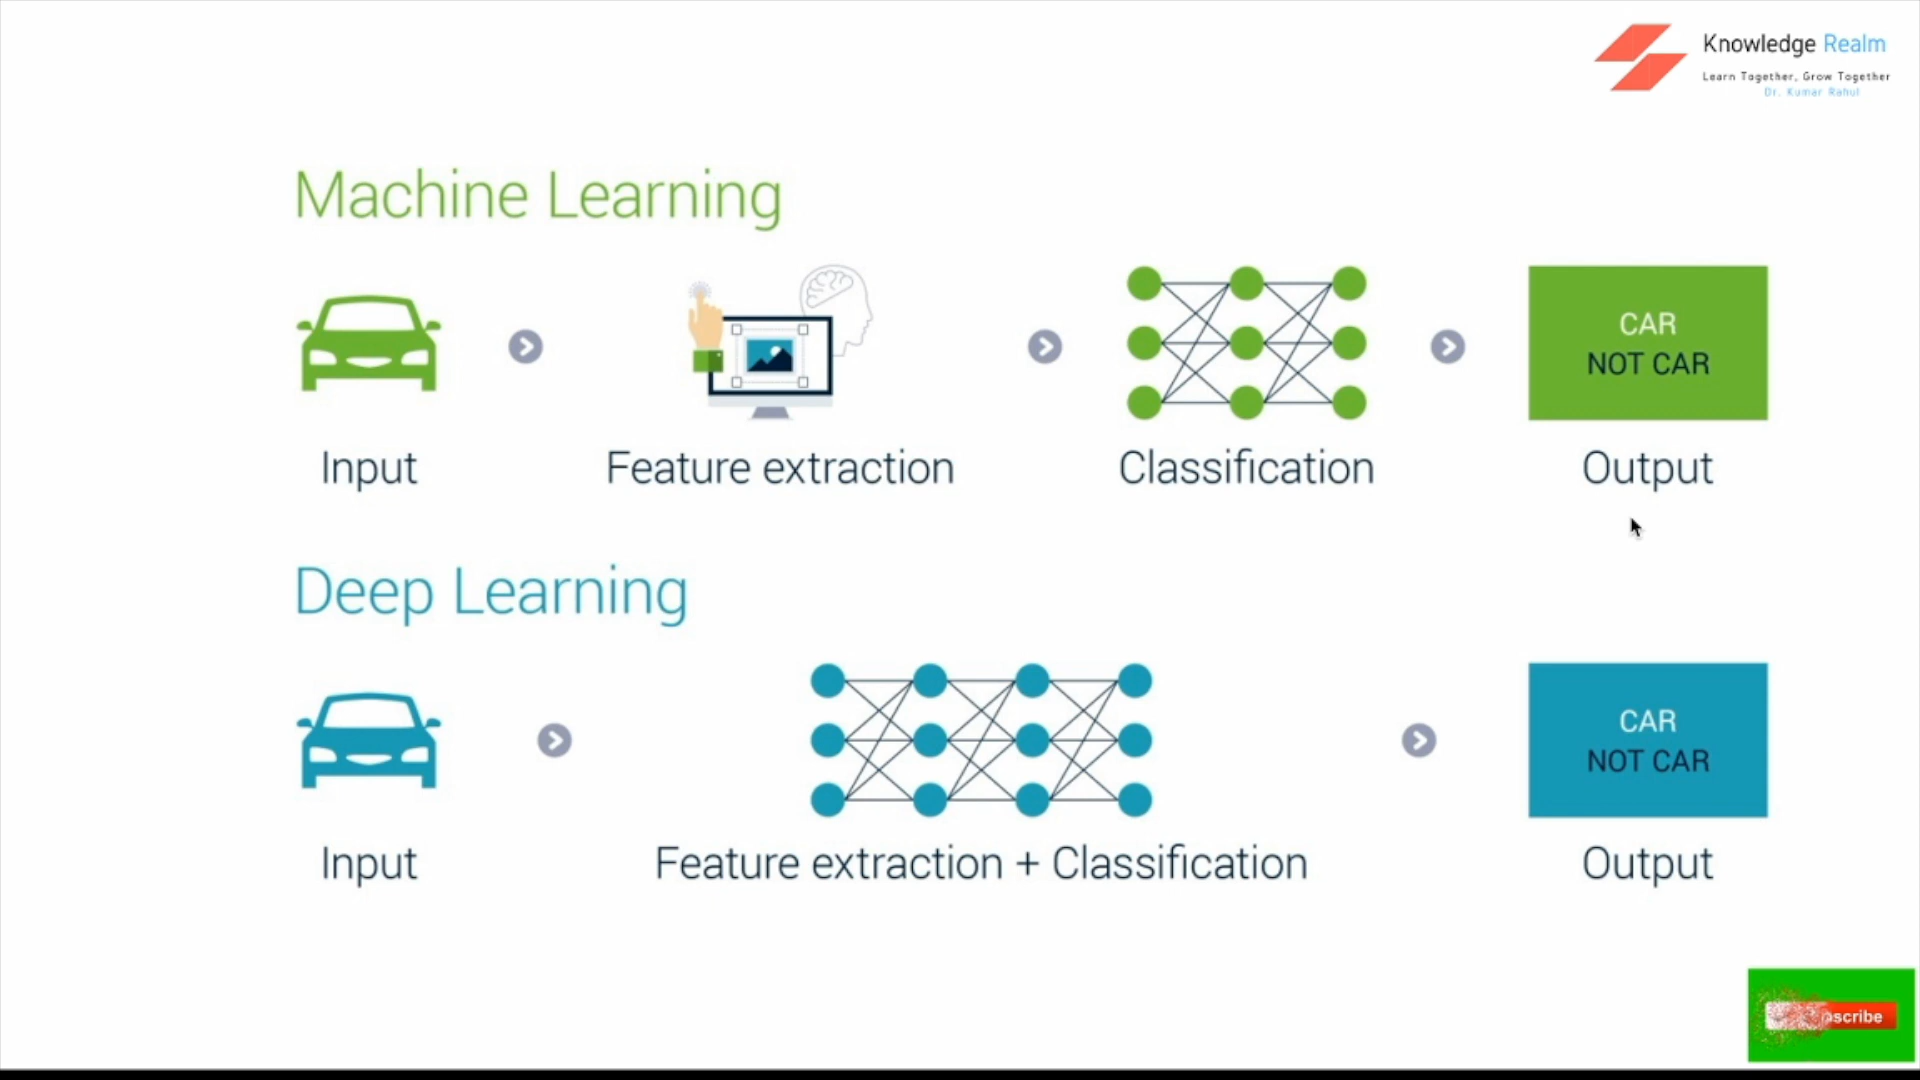 Knowledge Realm
Learn Together, Grow Together
Dr. Kumar Rahul
Machine Learning
CAR
NOT CAR
Input
Feature extraction
Classification
Output
Deep Learning
CAR
NOT CAR
Input
Feature extraction + Classification
Output